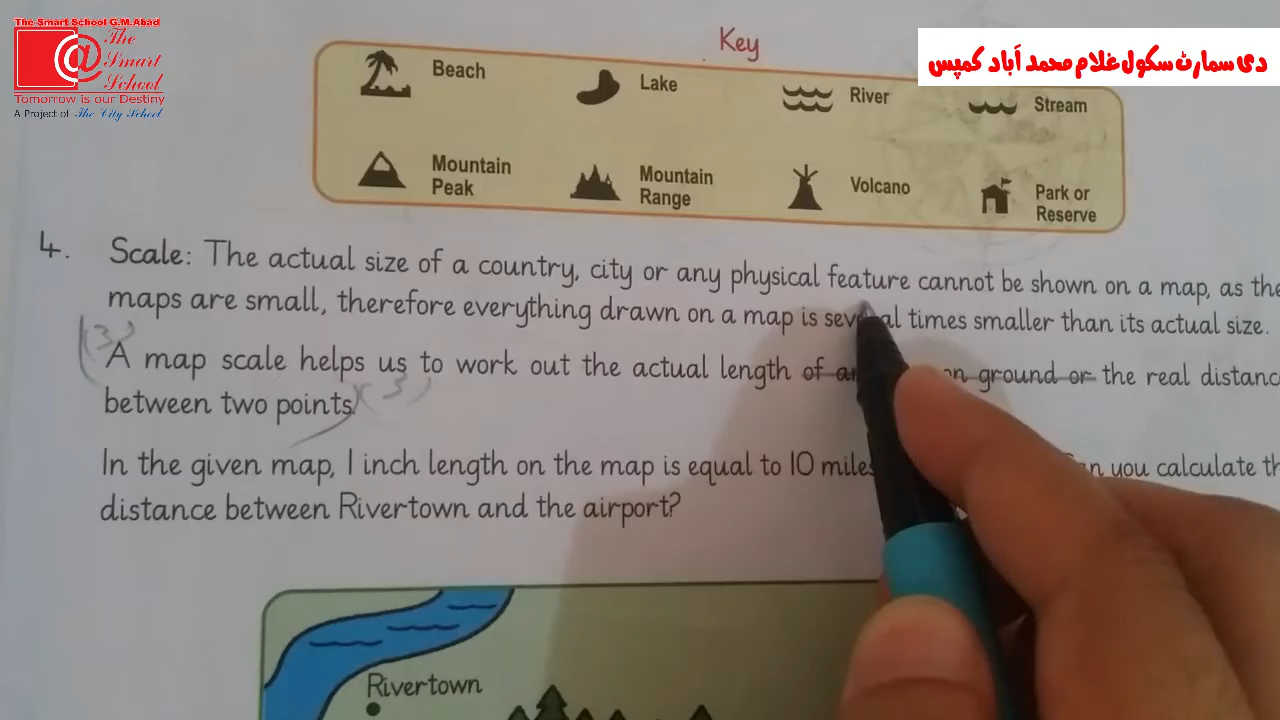 The Smart School G.M.Abad
The
Smart
School
Tomorrow is our Destiny
A Project of The City School
دی سمارٹ سکول غلام محمد آباد کمپس
Key
Beach
Lake
River
Stream
Mountain
Peak
Mountain
Range
Volcano
Park or
Reserve
4. Scale: The actual size of a country, city or any physical feature cannot be shown on a map, as the
maps are small, therefore everything drawn on a map is several times smaller than its actual size.
(3)
A map scale helps us to work out the actual length of on ground or the real distanc
between two points (3)
In the given map, 1 inch length on the map is equal to 10 miles you calculate th
distance between Rivertown and the airport?
Rivertown